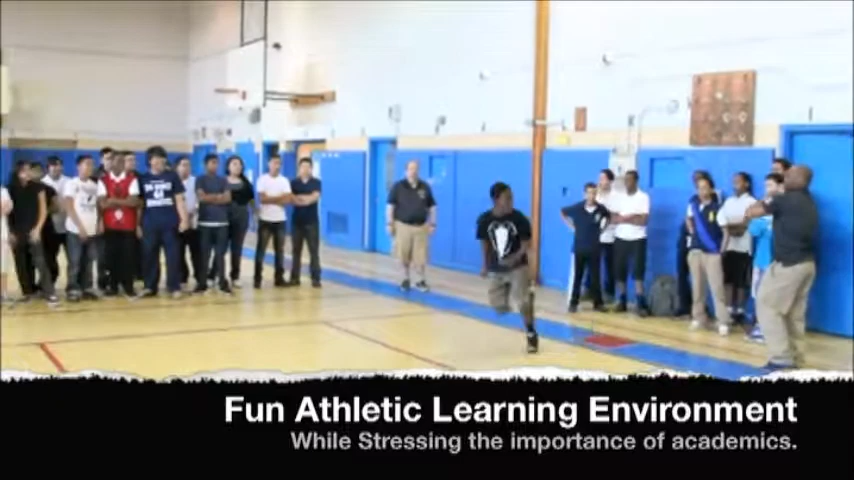 Fun Athletic Learning Environment
While Stressing the importance of academics.